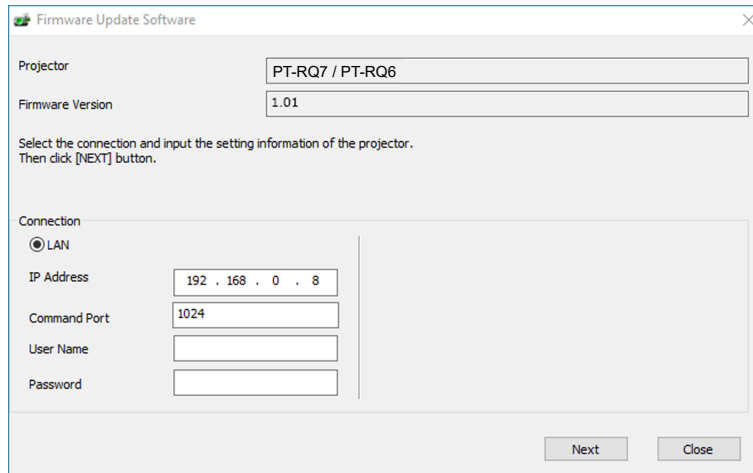 Firmware Update Software
Projector
PT-RQ7 / PT-RQ6
Firmware Version
1.01
Select the connection and input the setting information of the projector.
Then click [NEXT] button.
Connection
LAN
IP Address
192 . 168 . 0 . 8
Command Port
1024
User Name
Password
Next
Close